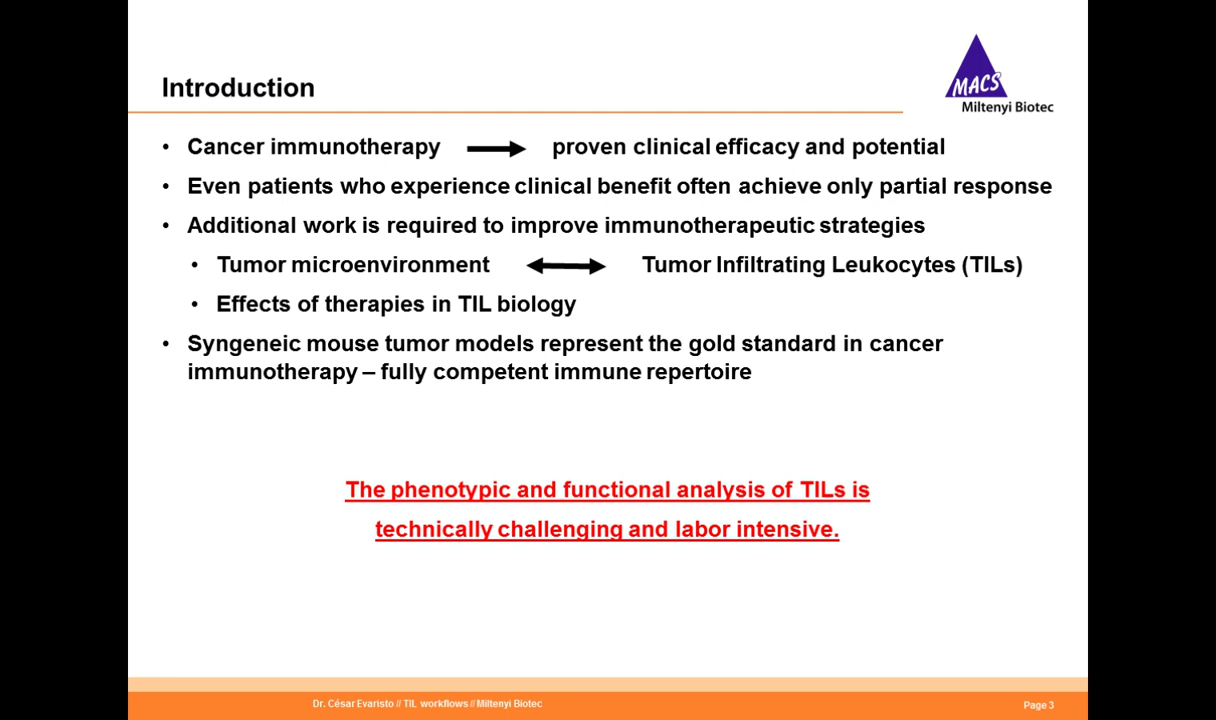 MACS
Miltenyi Biotec
Introduction
• Cancer immunotherapy proven clinical efficacy and potential
• Even patients who experience clinical benefit often achieve only partial response
• Additional work is required to improve immunotherapeutic strategies
• Tumor microenvironment Tumor Infiltrating Leukocytes (TILs)
• Effects of therapies in TIL biology
• Syngeneic mouse tumor models represent the gold standard in cancer
immunotherapy – fully competent immune repertoire
The phenotypic and functional analysis of TILs is
technically challenging and labor intensive.
Dr. César Evaristo // TIL workflows // Miltenyi Biotec
Page 3